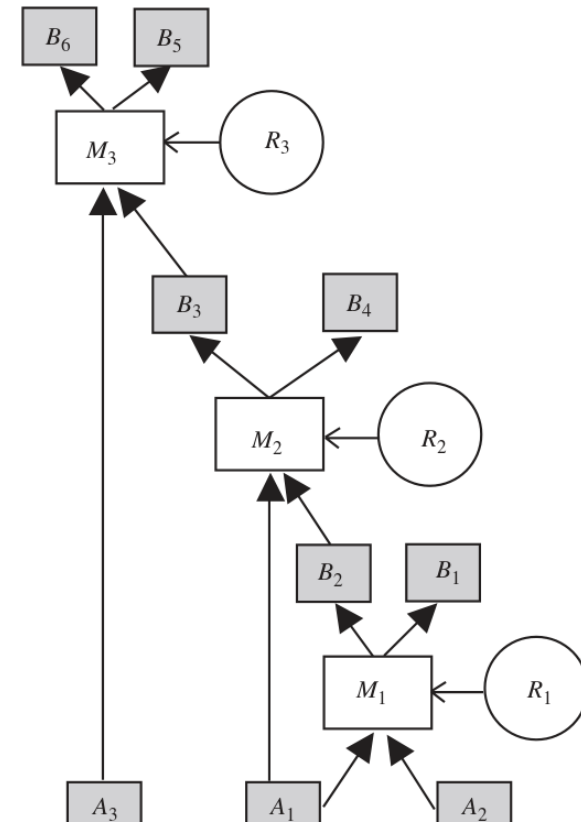 B₆ B₅
M₃ R₃
B₃ B₄
M₂ R₂
B₂ B₁
M₁ R₁
A₃ A₁ A₂